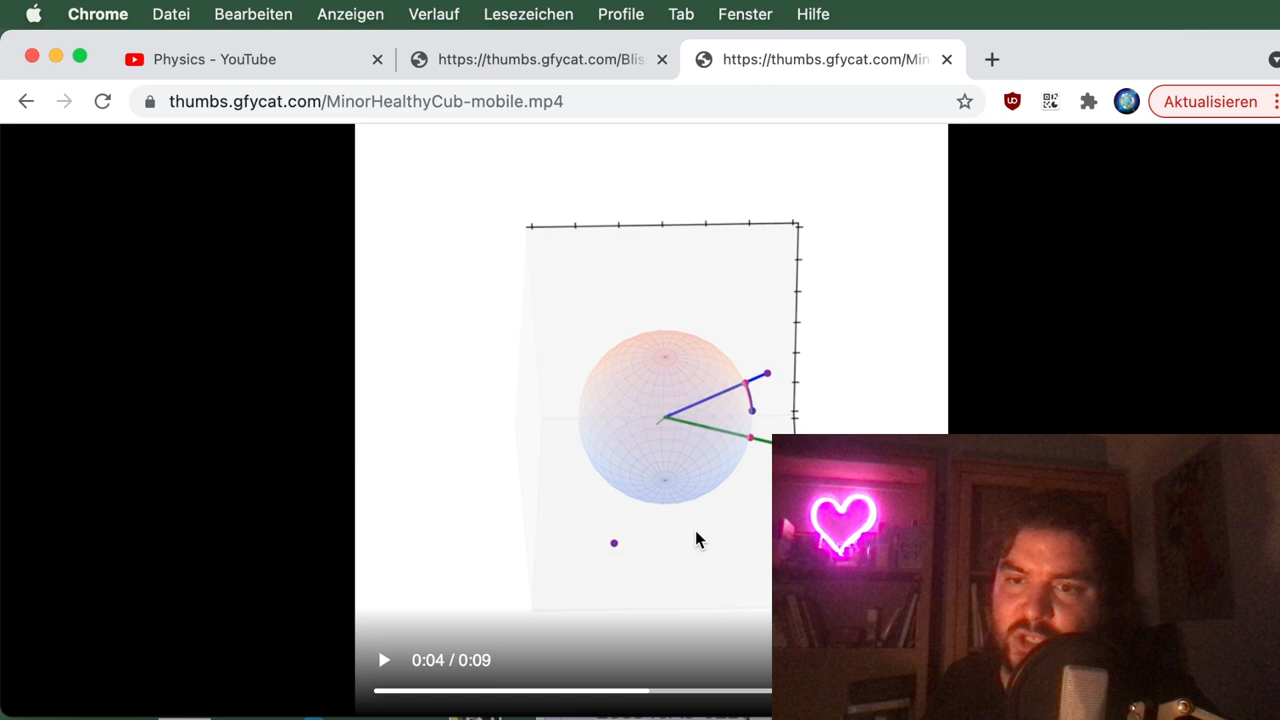 Chrome Datei Bearbeiten Anzeigen Verlauf Lesezeichen Profile Tab Fenster Hilfe
Physics - YouTube https://thumbs.gfycat.com/Blis https://thumbs.gfycat.com/Min
thumbs.gfycat.com/MinorHealthyCub-mobile.mp4 Aktualisieren
0:04 / 0:09